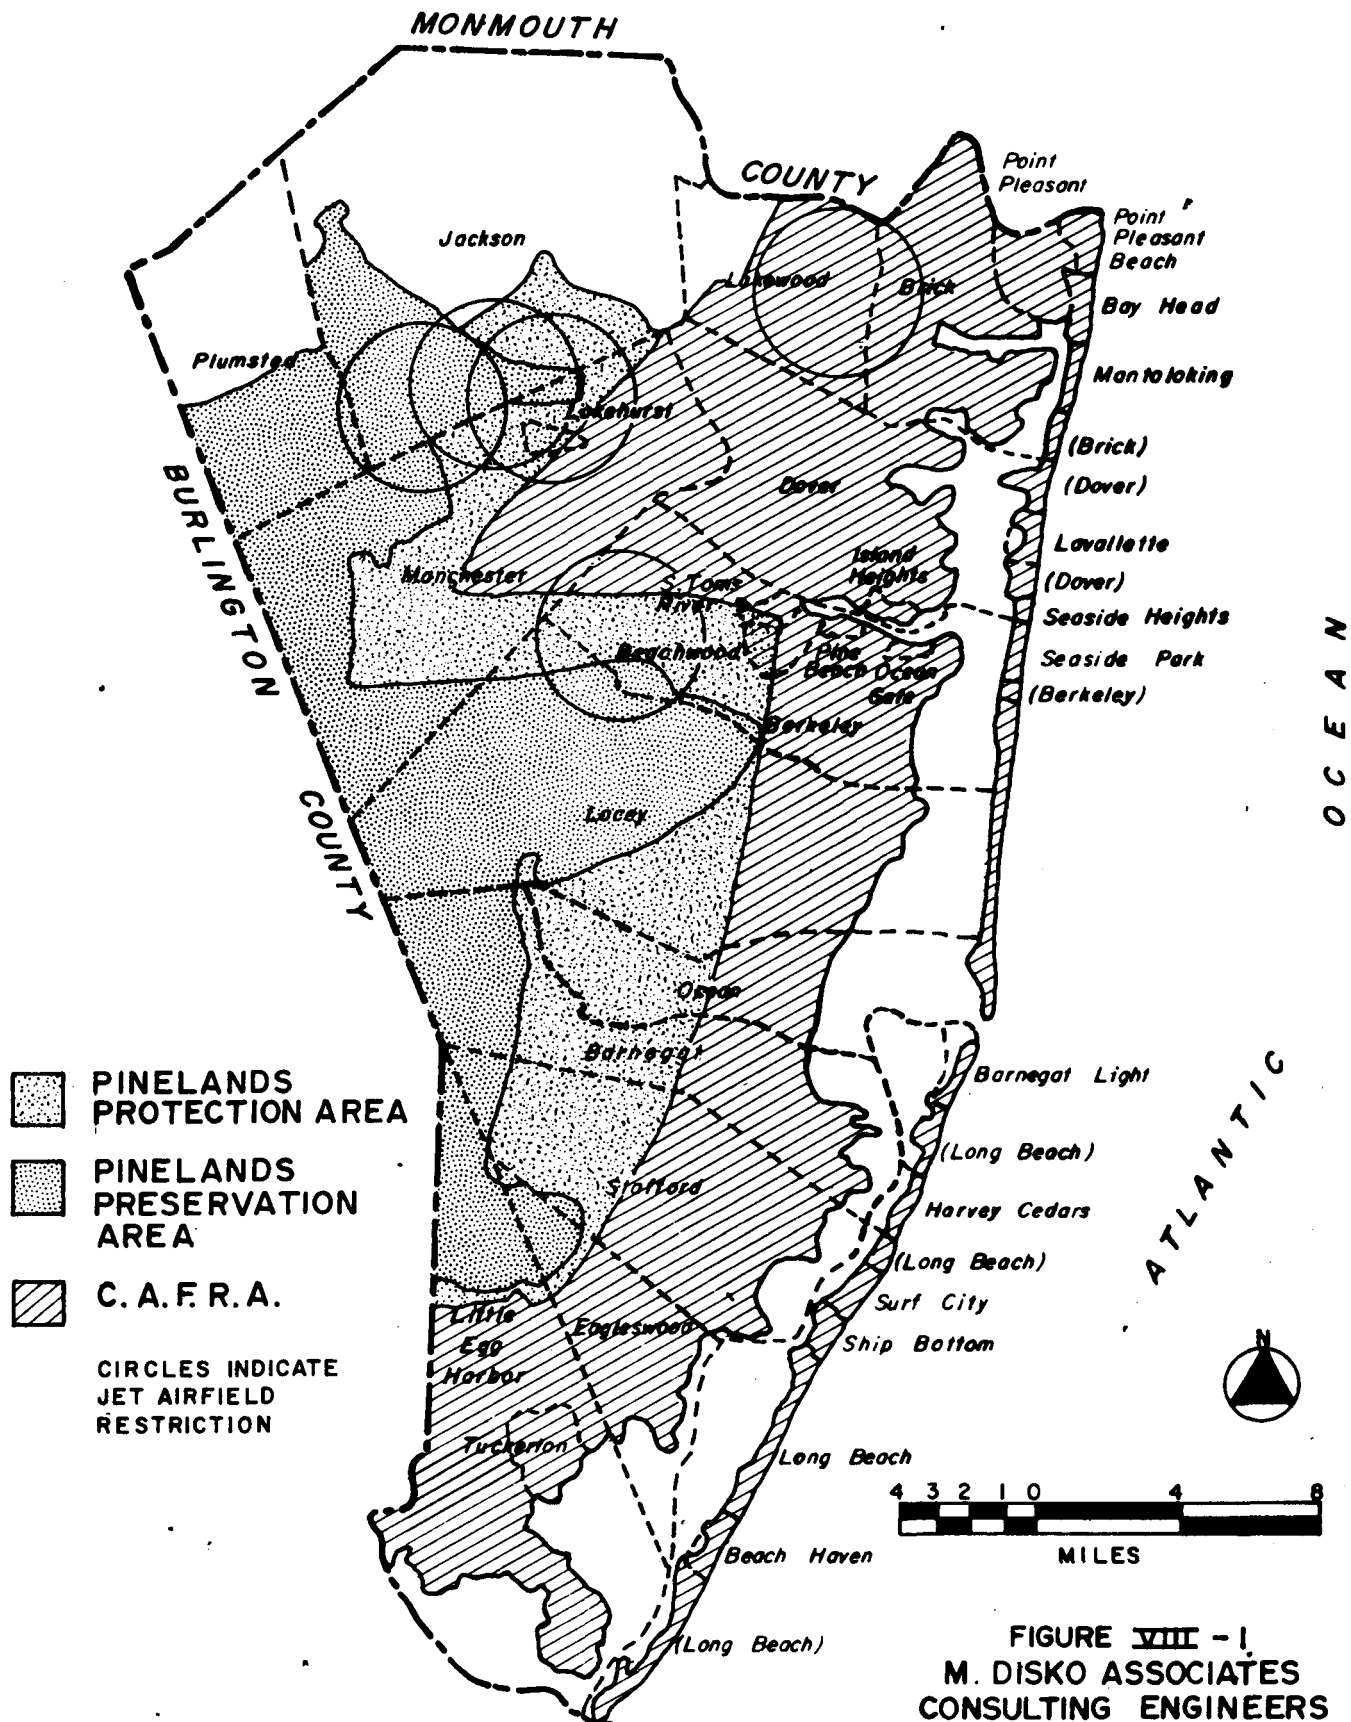 MONMOUTH
COUNTY
Point
Pleasant
Point
Pleasant
Beach
Jackson
Lakewood
Brick
Bay Head
Plumsted
Mantoloking
Lakehurst
(Brick)
Dover
(Dover)
BURLINGTON
COUNTY
Lavallette
Island
Heights
(Dover)
Manchester
S. Toms
River
Seaside Heights
Beachwood
Pine
Beach
Ocean
Gate
Seaside Park
(Berkeley)
Berkeley
OCEAN
Lacey
Ocean
Barnegat
Barnegat Light
ATLANTIC
PINELANDS
PROTECTION AREA
(Long Beach)
Stafford
Harvey Cedars
PINELANDS
PRESERVATION
AREA
(Long Beach)
C. A. F. R. A.
Surf City
Little
Egg
Harbor
Eagleswood
Ship Bottom
CIRCLES INDICATE
JET AIRFIELD
RESTRICTION
N
Tuckerton
Long Beach
4 3 2 1 0 4 8
MILES
Beach Haven
(Long Beach)
FIGURE VIII - 1
M. DISKO ASSOCIATES
CONSULTING ENGINEERS